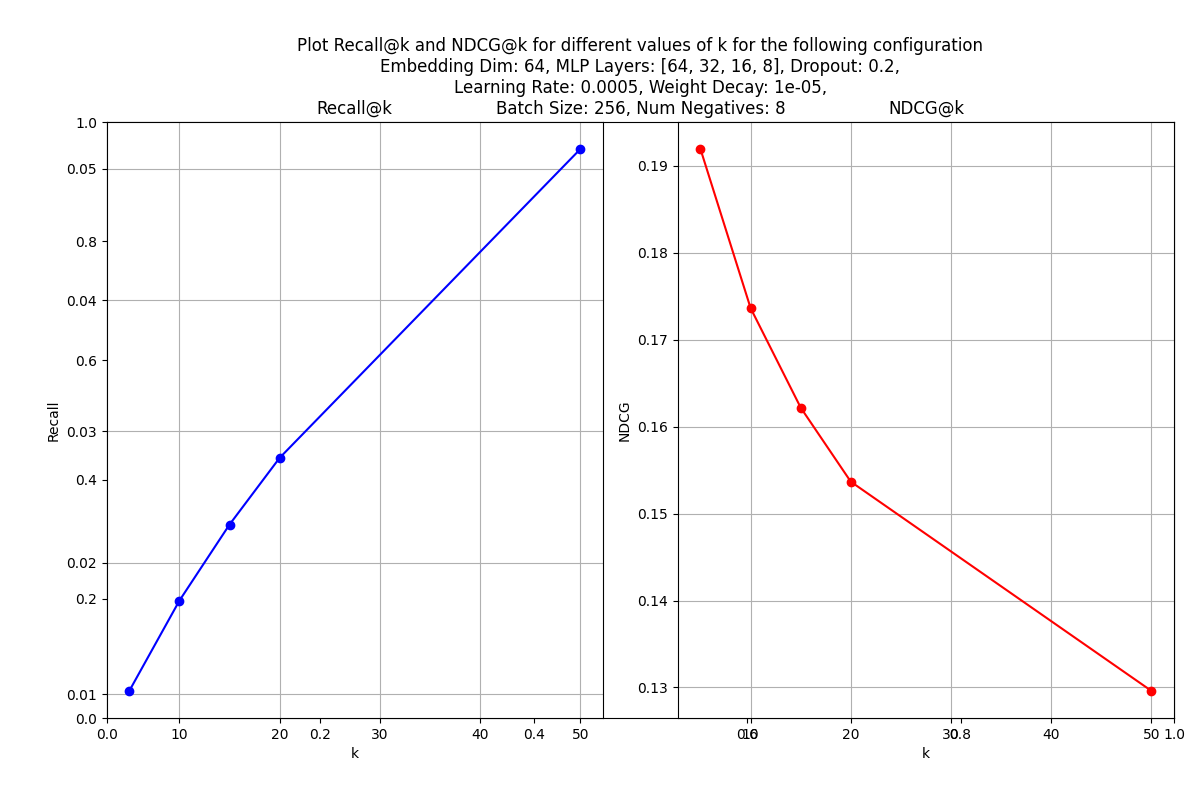 Plot Recall@k and NDCG@k for different values of k for the following configuration
Embedding Dim: 64, MLP Layers: [64, 32, 16, 8], Dropout: 0.2,
Learning Rate: 0.0005, Weight Decay: 1e-05,
Batch Size: 256, Num Negatives: 8
Recall@k
NDCG@k
1.0
0.05
0.8
0.04
0.6
0.03
0.4
0.02
0.2
0.01
0.0
Recall
0.0 10 20 0.2 30 40 0.4 50
k
0.19
0.18
0.17
0.16
0.15
0.14
0.13
NDCG
0.6 10 20 30 0.8 40 50 1.0
k